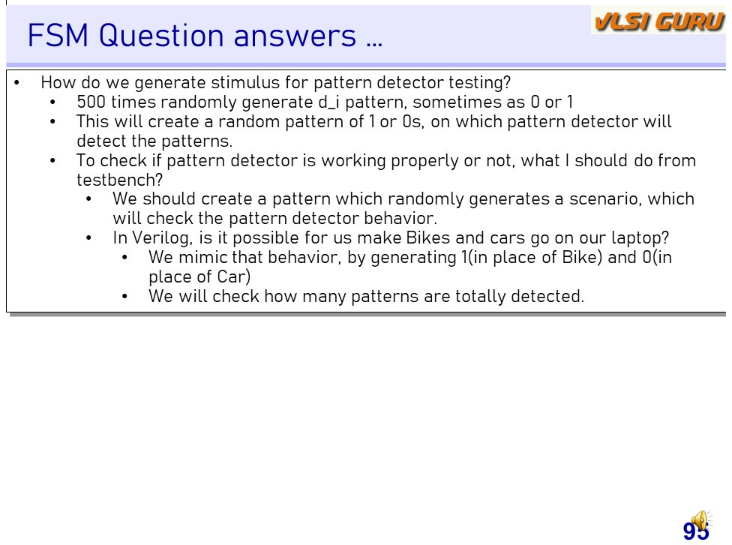 FSM Question answers …
VLSI GURU
• How do we generate stimulus for pattern detector testing?
• 500 times randomly generate d_i pattern, sometimes as 0 or 1
• This will create a random pattern of 1 or 0s, on which pattern detector will
detect the patterns.
• To check if pattern detector is working properly or not, what I should do from
testbench?
• We should create a pattern which randomly generates a scenario, which
will check the pattern detector behavior.
• In Verilog, is it possible for us make Bikes and cars go on our laptop?
• We mimic that behavior, by generating 1(in place of Bike) and 0(in
place of Car)
• We will check how many patterns are totally detected.
95